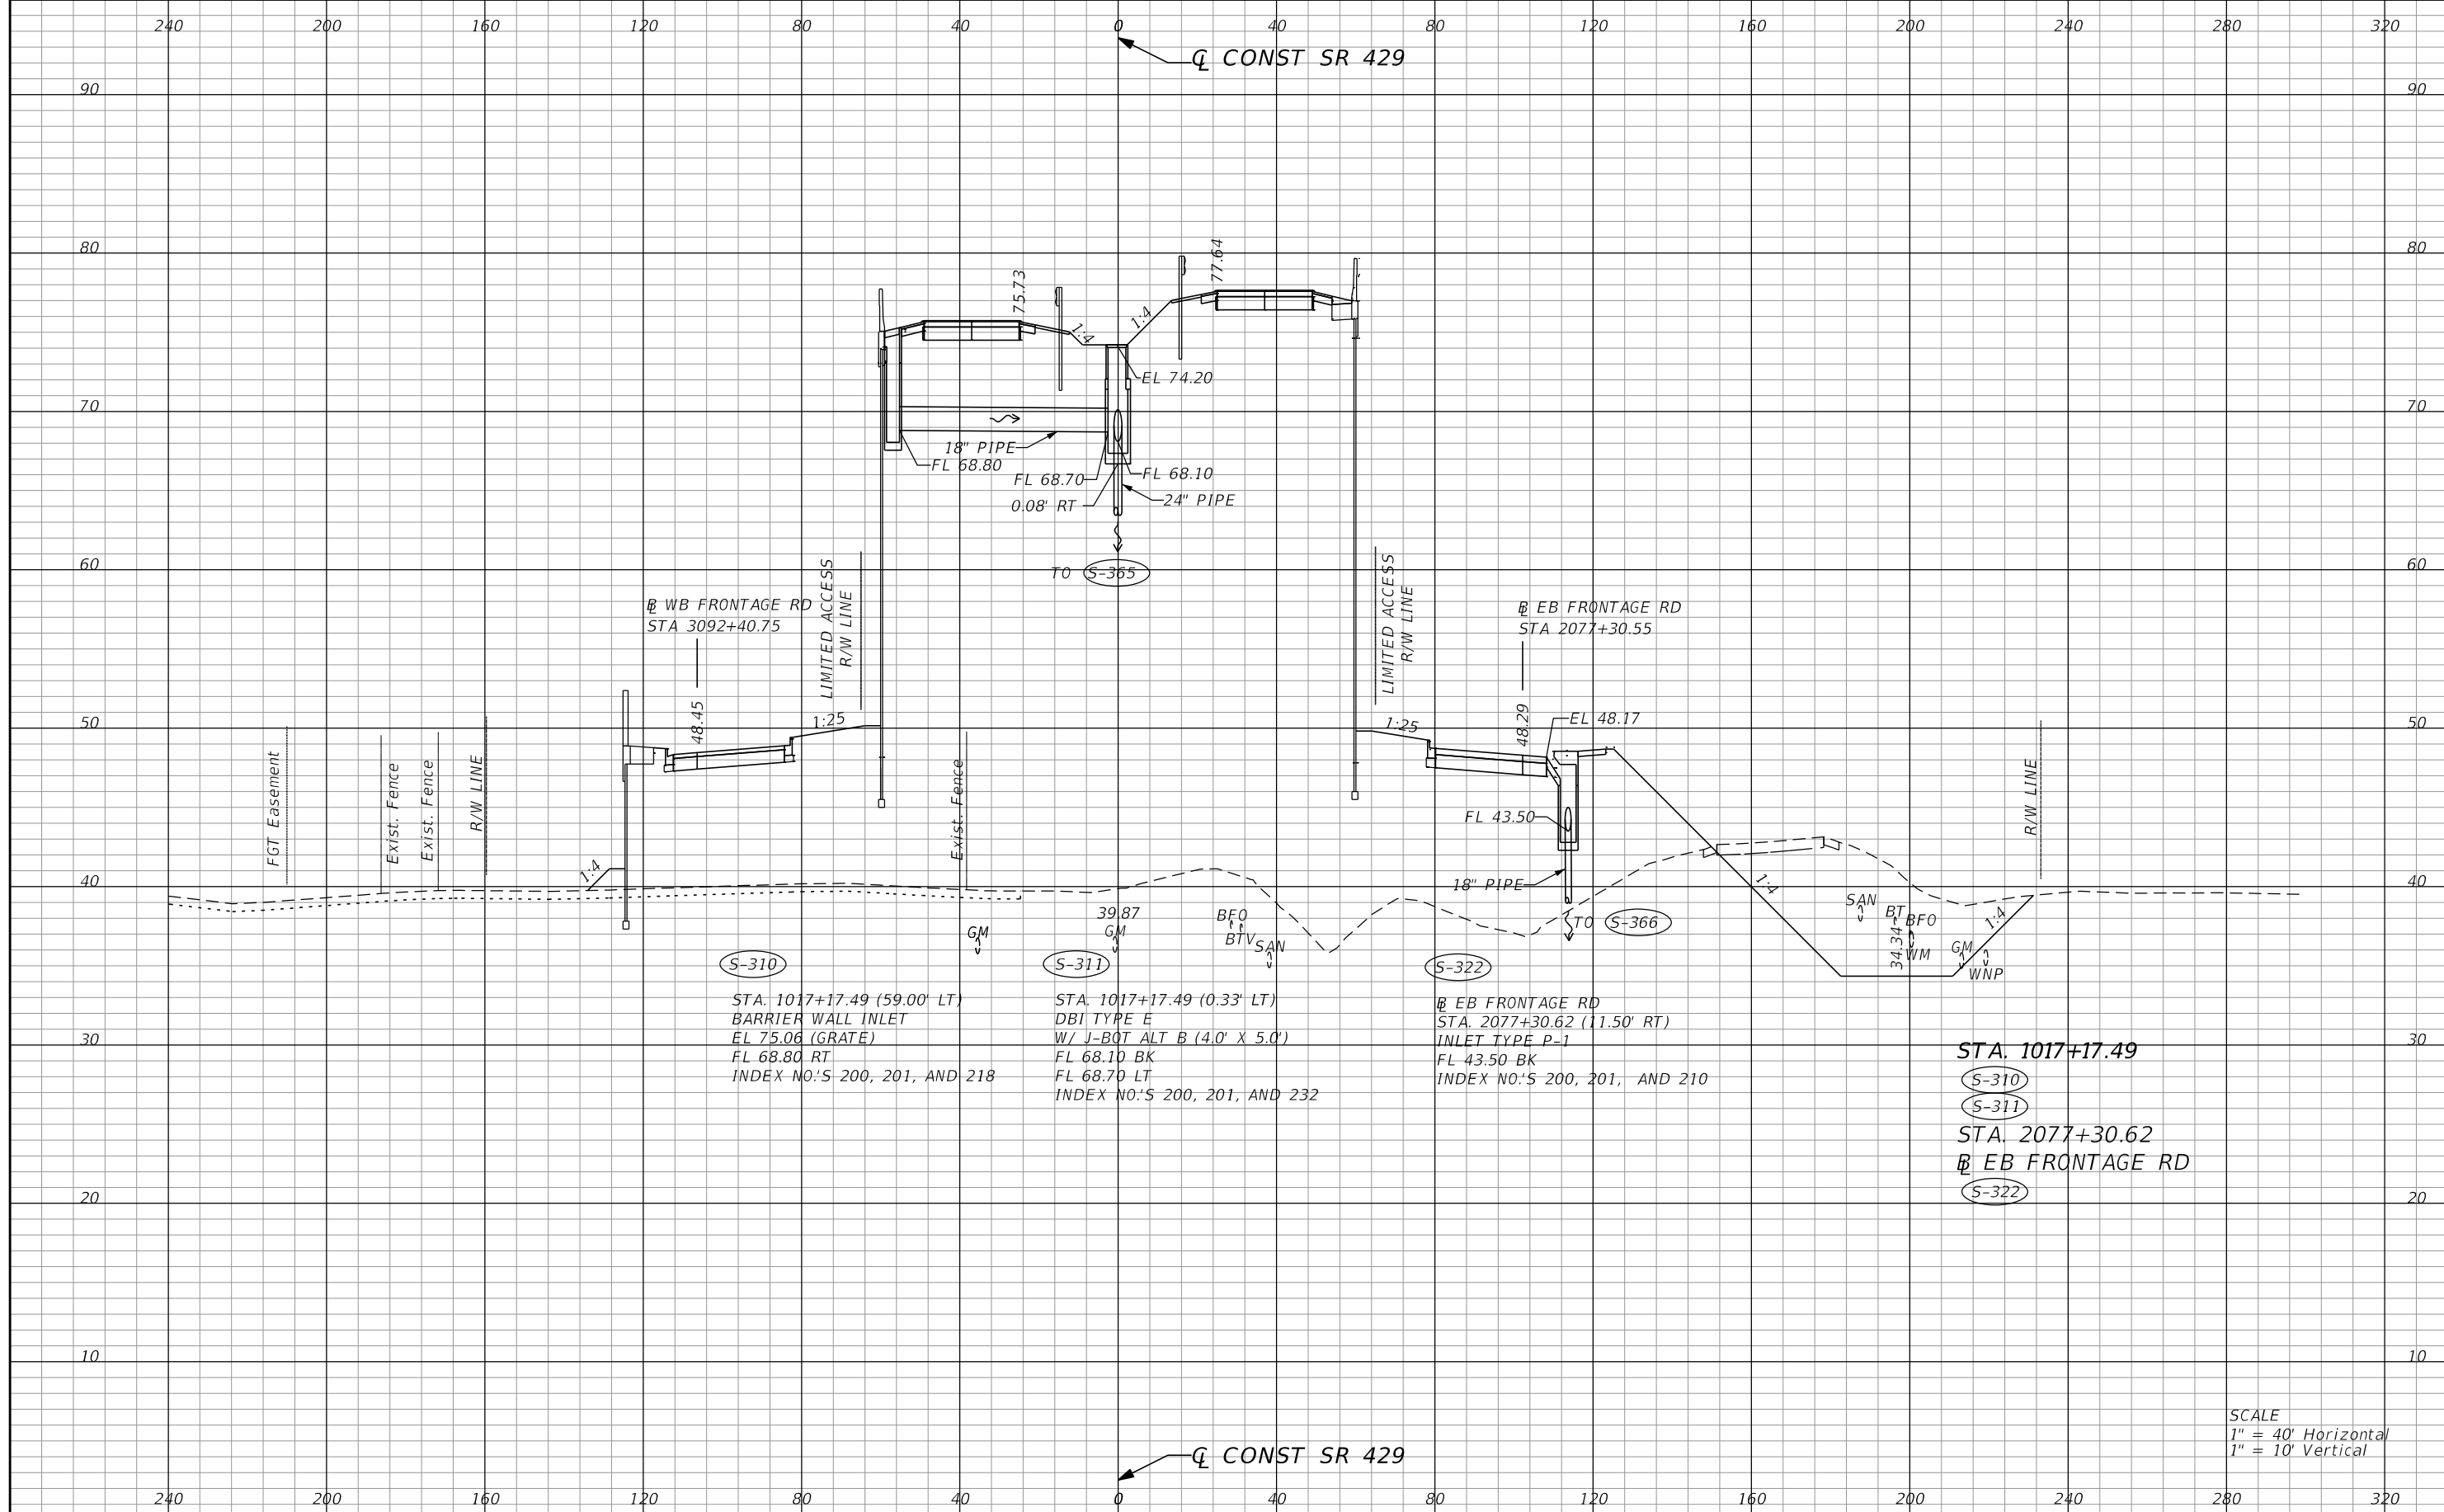 240 200 160 120 80 40 0 40 80 120 160 200 240 280 320
℄ CONST SR 429
90 90
80 80
77.64
75.73
1:4
1:4
EL 74.20
70 70
18" PIPE
FL 68.80
FL 68.70
FL 68.10
0.08' RT
24" PIPE
TO S-365
60 60
LIMITED ACCESS
R/W LINE
LIMITED ACCESS
R/W LINE
BL WB FRONTAGE RD
STA 3092+40.75
BL EB FRONTAGE RD
STA 2077+30.55
50 50
48.45
1:25
1:25
48.29
EL 48.17
FGT Easement
Exist. Fence
Exist. Fence
R/W LINE
Exist. Fence
R/W LINE
FL 43.50
1:4
40 40
18" PIPE
1:4
TO S-366
39.87
GM
GM
BFO
BTV
SAN
SAN
BT
BFO
34.34
WM
GM
WNP
1:4
S-310
STA. 1017+17.49 (59.00' LT)
BARRIER WALL INLET
EL 75.06 (GRATE)
FL 68.80 RT
INDEX NO.'S 200, 201, AND 218
S-311
STA. 1017+17.49 (0.33' LT)
DBI TYPE E
W/ J-BOT ALT B (4.0' X 5.0')
FL 68.10 BK
FL 68.70 LT
INDEX NO.'S 200, 201, AND 232
S-322
BL EB FRONTAGE RD
STA. 2077+30.62 (11.50' RT)
INLET TYPE P-1
FL 43.50 BK
INDEX NO.'S 200, 201, AND 210
30 30
STA. 1017+17.49
S-310
S-311
STA. 2077+30.62
BL EB FRONTAGE RD
S-322
20 20
10 10
SCALE
1" = 40' Horizontal
1" = 10' Vertical
℄ CONST SR 429
240 200 160 120 80 40 0 40 80 120 160 200 240 280 320